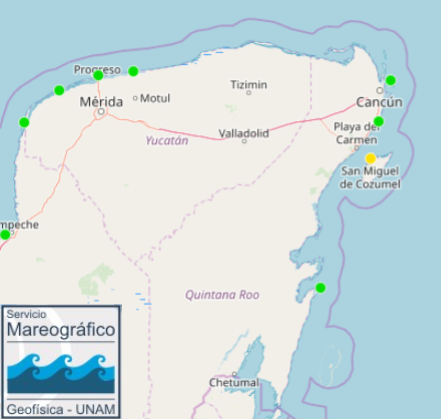 Progreso
Mérida
Motul
Tizimin
Cancún
Playa del
Carmen
Valladolid
Yucatán
San Miguel
de Cozumel
mpeche
Quintana Roo
Chetumal
Servicio
Mareográfico
Geofísica - UNAM